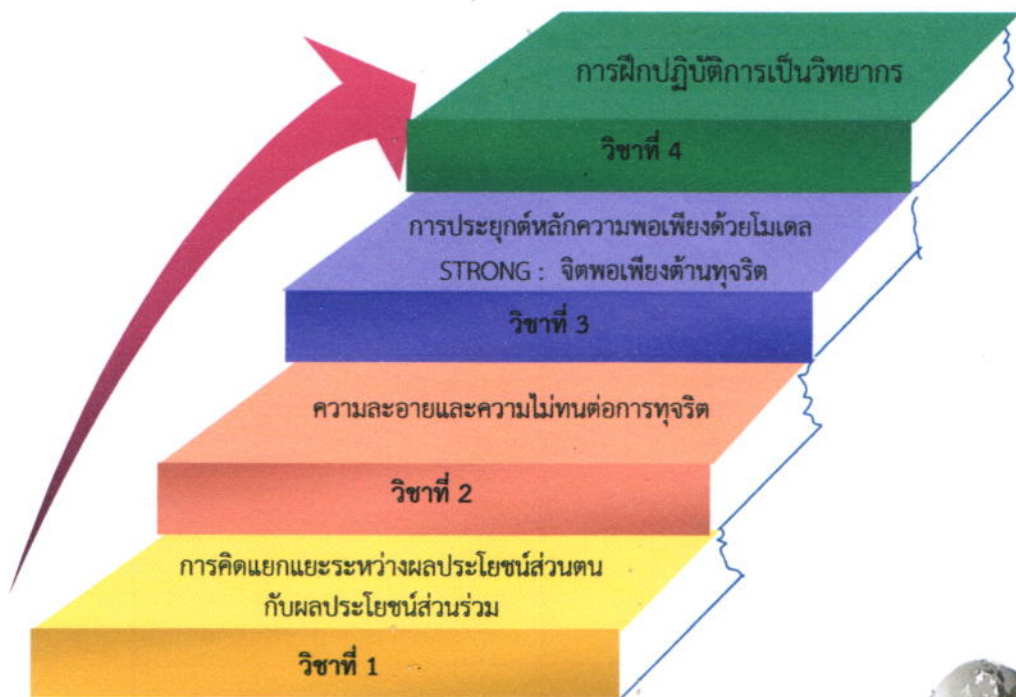 การฝึกปฏิบัติการเป็นวิทยากร
วิชาที่ 4
การประยุกต์หลักความพอเพียงด้วยโมเดล
STRONG : จิตพอเพียงต้านทุจริต
วิชาที่ 3
ความละอายและความไม่ทนต่อการทุจริต
วิชาที่ 2
การคิดแยกแยะระหว่างผลประโยชน์ส่วนตน
กับผลประโยชน์ส่วนร่วม
วิชาที่ 1